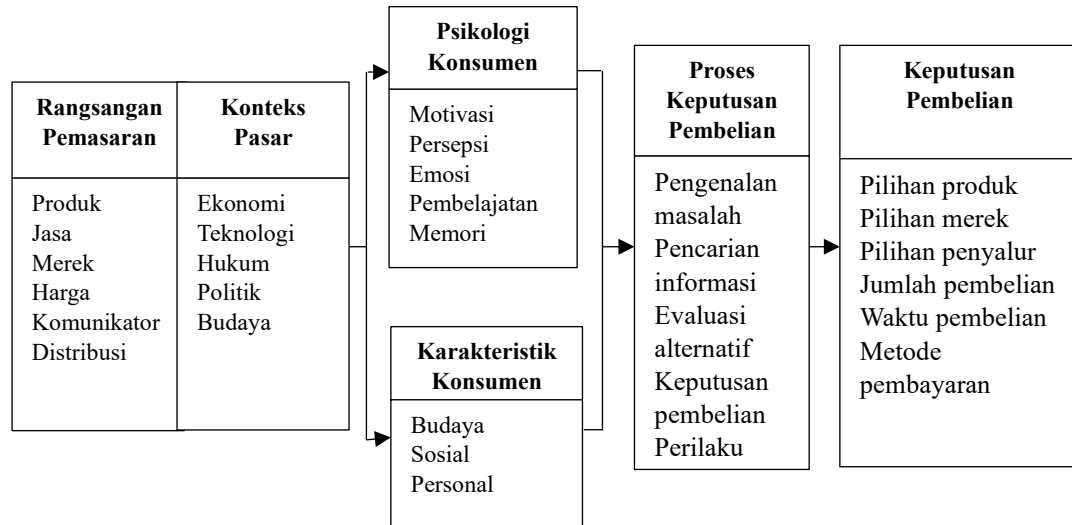 Rangsangan
Pemasaran
Produk
Jasa
Merek
Harga
Komunikator
Distribusi
Konteks
Pasar
Ekonomi
Teknologi
Hukum
Politik
Budaya
Psikologi
Konsumen
Motivasi
Persepsi
Emosi
Pembelajatan
Memori
Karakteristik
Konsumen
Budaya
Sosial
Personal
Proses
Keputusan
Pembelian
Pengenalan
masalah
Pencarian
informasi
Evaluasi
alternatif
Keputusan
pembelian
Perilaku
Keputusan
Pembelian
Pilihan produk
Pilihan merek
Pilihan penyalur
Jumlah pembelian
Waktu pembelian
Metode
pembayaran